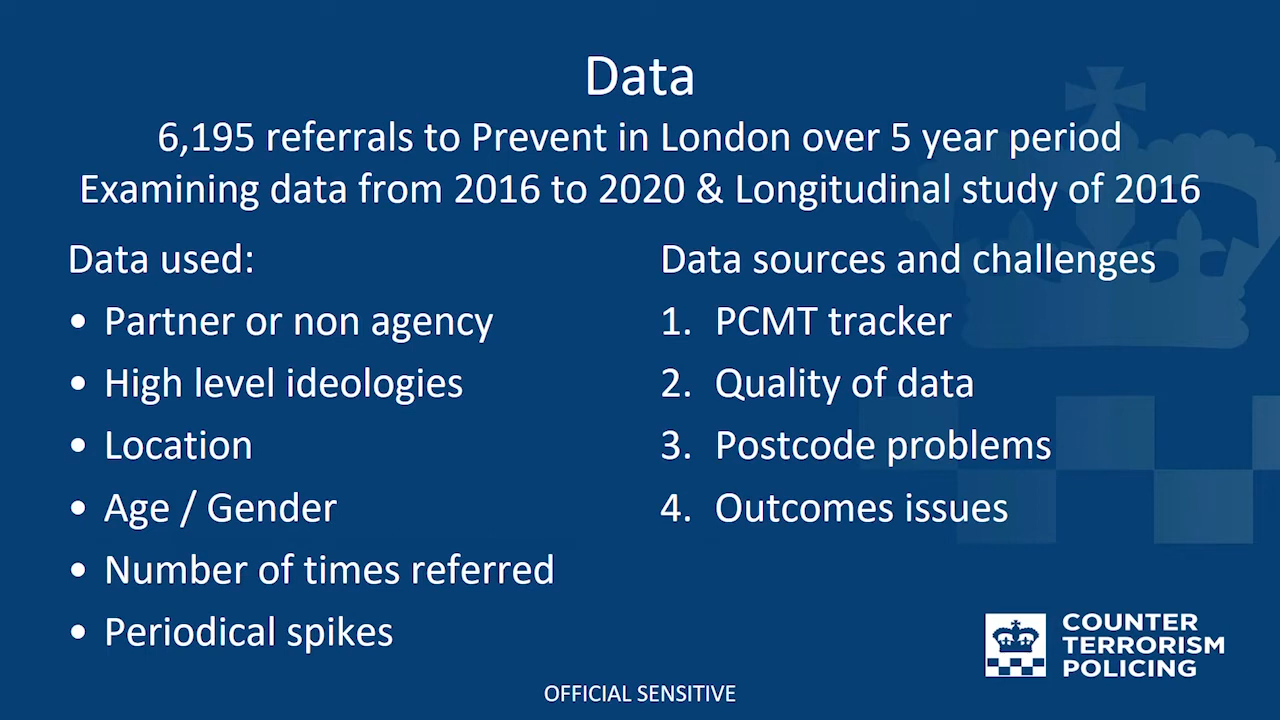 Data
6,195 referrals to Prevent in London over 5 year period
Examining data from 2016 to 2020 & Longitudinal study of 2016
Data used:
• Partner or non agency
• High level ideologies
• Location
• Age / Gender
• Number of times referred
• Periodical spikes
Data sources and challenges
1. PCMT tracker
2. Quality of data
3. Postcode problems
4. Outcomes issues
COUNTER
TERRORISM
POLICING
OFFICIAL SENSITIVE